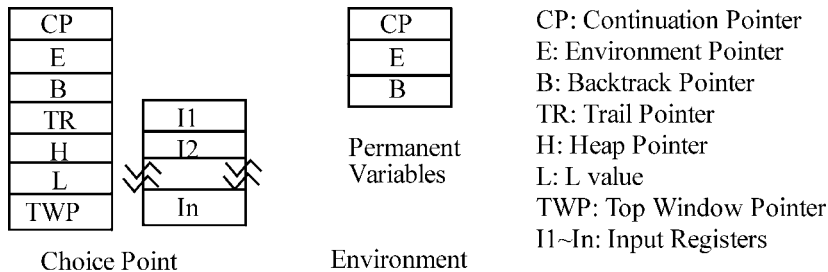 CP
E
B
TR
H
L
TWP
I1
I2
In
Choice Point
CP
E
B
Permanent
Variables
Environment
CP: Continuation Pointer
E: Environment Pointer
B: Backtrack Pointer
TR: Trail Pointer
H: Heap Pointer
L: L value
TWP: Top Window Pointer
I1~In: Input Registers